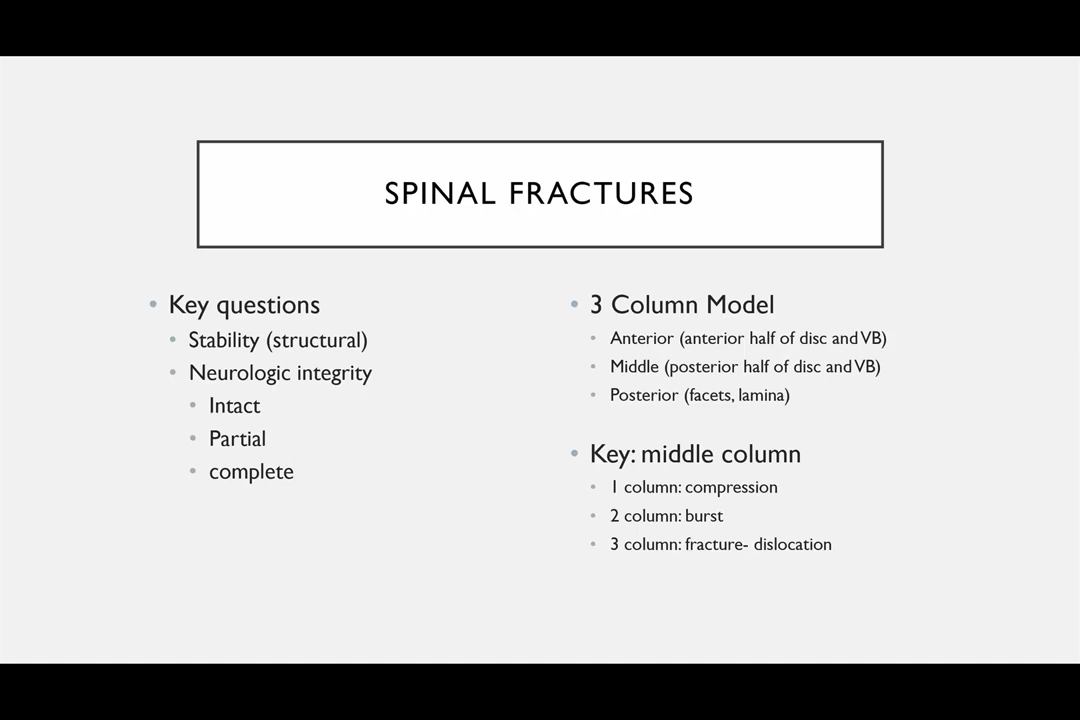 SPINAL FRACTURES
• Key questions
• Stability (structural)
• Neurologic integrity
• Intact
• Partial
• complete
• 3 Column Model
• Anterior (anterior half of disc and VB)
• Middle (posterior half of disc and VB)
• Posterior (facets, lamina)
• Key: middle column
• 1 column: compression
• 2 column: burst
• 3 column: fracture- dislocation